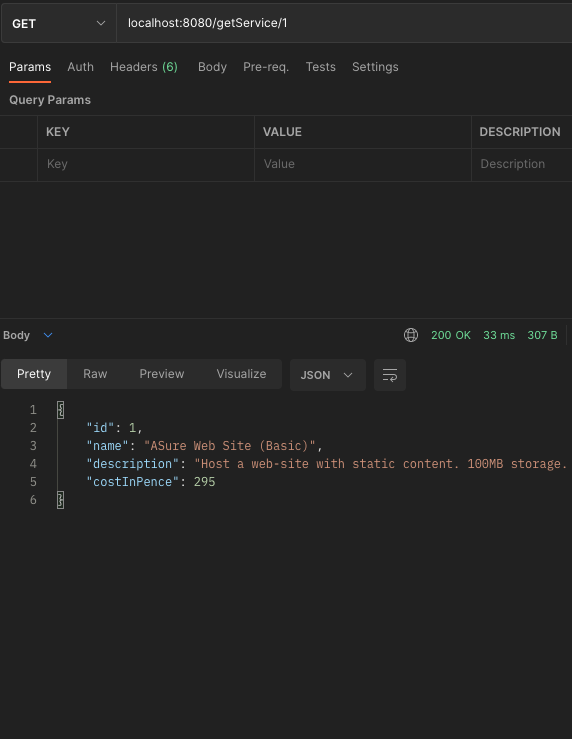 GET localhost:8080/getService/1
Params Auth Headers (6) Body Pre-req. Tests Settings
Query Params
KEY VALUE DESCRIPTION
Key Value Description
Body 200 OK 33 ms 307 B
Pretty Raw Preview Visualize JSON
1 {
2 "id": 1,
3 "name": "ASure Web Site (Basic)",
4 "description": "Host a web-site with static content. 100MB storage.
5 "costInPence": 295
6 }